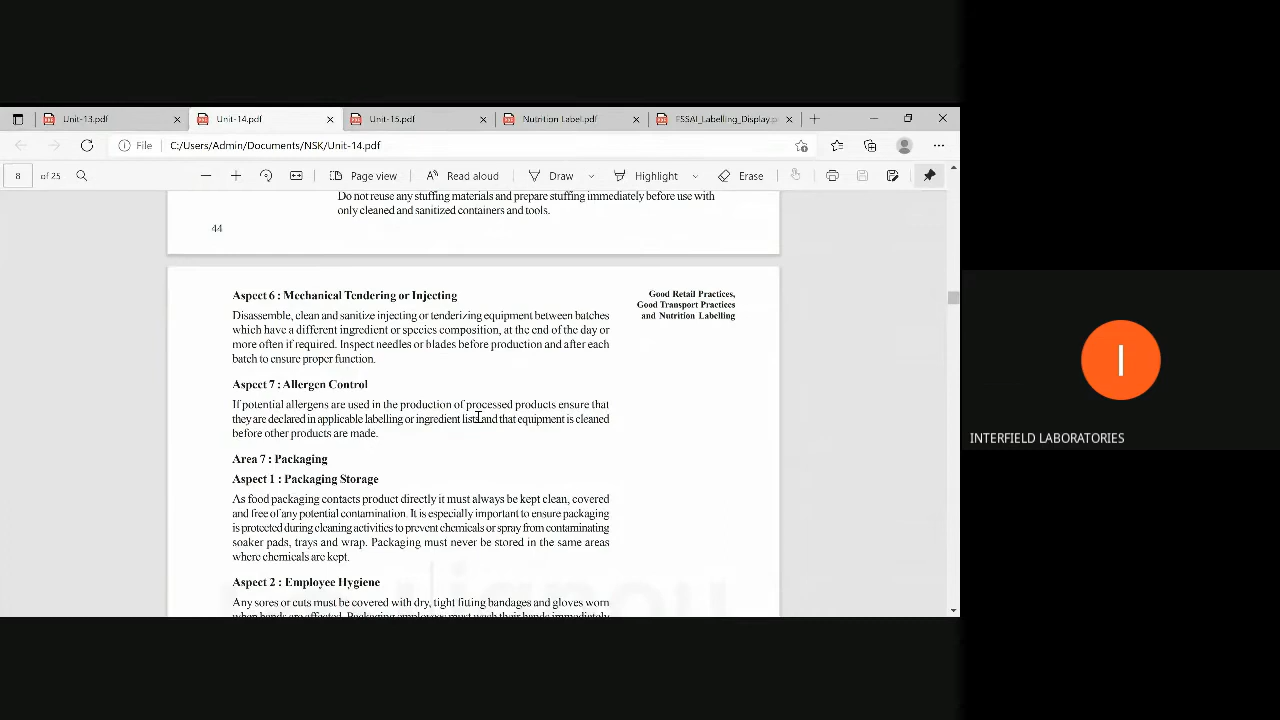 Unit-13.pdf
Unit-14.pdf
Unit-15.pdf
Nutrition Label.pdf
FSSAI_Labelling_Display.p
File
C:/Users/Admin/Documents/NSK/Unit-14.pdf
8 of 25
Page view
Read aloud
Draw
Highlight
Erase
Do not reuse any stuffing materials and prepare stuffing immediately before use with
only cleaned and sanitized containers and tools.
44
Good Retail Practices,
Good Transport Practices
and Nutrition Labelling
Aspect 6 : Mechanical Tendering or Injecting
Disassemble, clean and sanitize injecting or tenderizing equipment between batches
which have a different ingredient or species composition, at the end of the day or
more often if required. Inspect needles or blades before production and after each
batch to ensure proper function.
Aspect 7 : Allergen Control
If potential allergens are used in the production of processed products ensure that
they are declared in applicable labelling or ingredient lists and that equipment is cleaned
before other products are made.
Area 7 : Packaging
Aspect 1 : Packaging Storage
As food packaging contacts product directly it must always be kept clean, covered
and free of any potential contamination. It is especially important to ensure packaging
is protected during cleaning activities to prevent chemicals or spray from contaminating
soaker pads, trays and wrap. Packaging must never be stored in the same areas
where chemicals are kept.
Aspect 2 : Employee Hygiene
Any sores or cuts must be covered with dry, tight fitting bandages and gloves worn
when hands are affected. Packaging employees must wash their hands immediately
I
INTERFIELD LABORATORIES